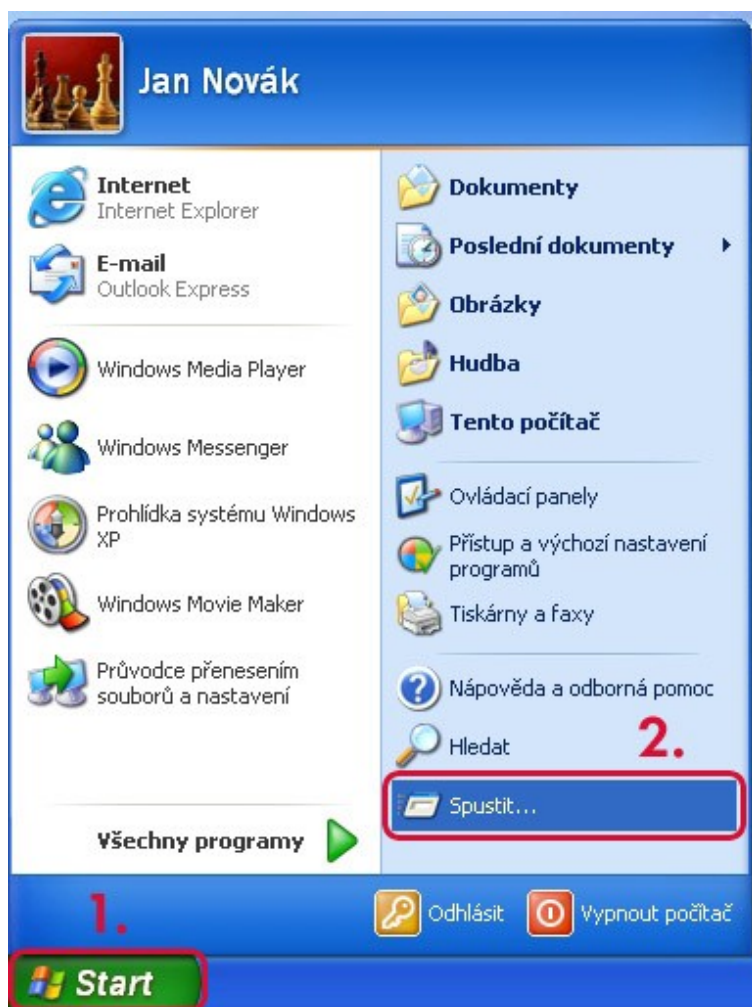 Jan Novák
Internet
Internet Explorer
E-mail
Outlook Express
Windows Media Player
Windows Messenger
Prohlídka systému Windows
XP
Windows Movie Maker
Průvodce přenesením
souborů a nastavení
Všechny programy
Dokumenty
Poslední dokumenty
Obrázky
Hudba
Tento počítač
Ovládací panely
Přístup a výchozí nastavení
programů
Tiskárny a faxy
Nápověda a odborná pomoc
Hledat
2.
Spustit...
1.
Odhlásit
Vypnout počítač
Start